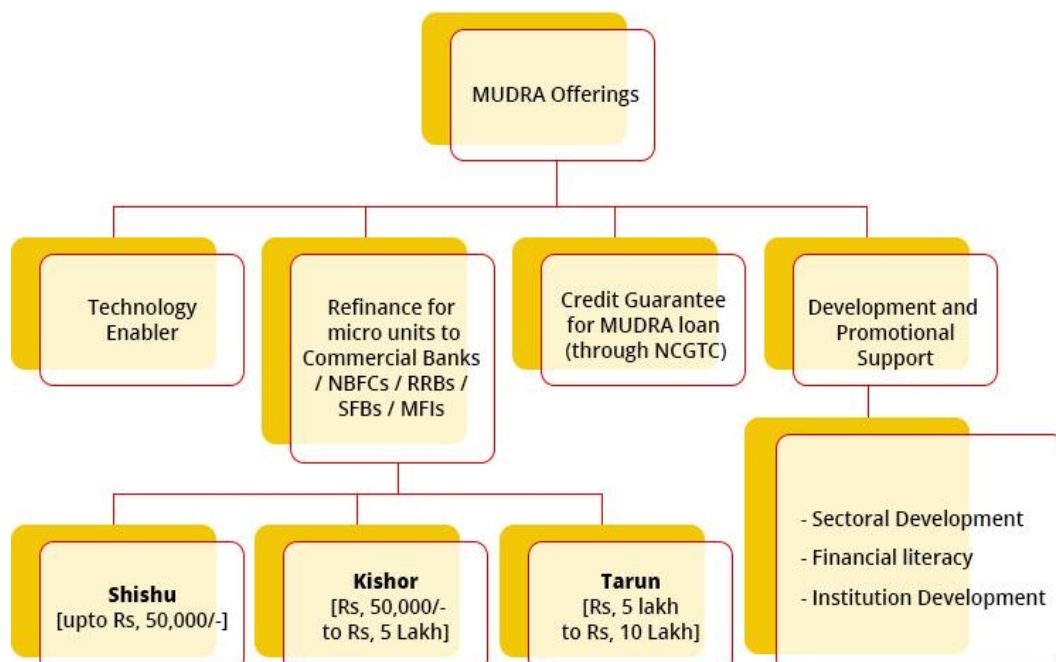 MUDRA Offerings
Technology
Enabler
Refinance for
micro units to
Commercial Banks
/ NBFCs / RRBs /
SFBs / MFIs
Credit Guarantee
for MUDRA loan
(through NCGTC)
Development and
Promotional
Support
Shishu
[upto Rs, 50,000/-]
Kishor
[Rs, 50,000/-
to Rs, 5 Lakh]
Tarun
[Rs, 5 lakh
to Rs, 10 Lakh]
- Sectoral Development
- Financial literacy
- Institution Development